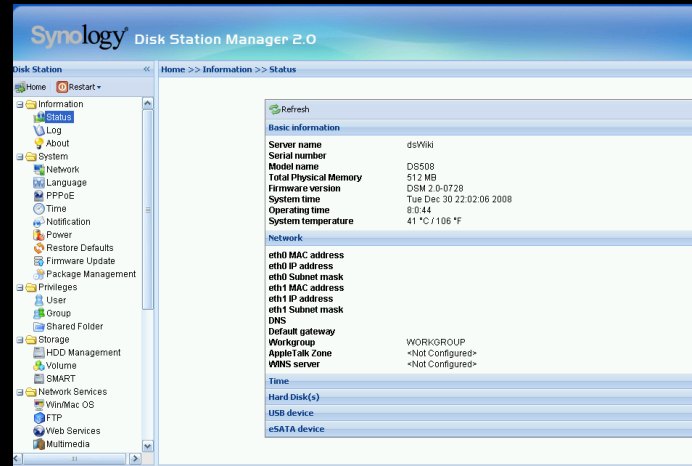 Synology Disk Station Manager 2.0
Disk Station «
Home >> Information >> Status
Home Restart
Information
Status
Log
About
System
Network
Language
PPPoE
Time
Notification
Power
Restore Defaults
Firmware Update
Package Management
Privileges
User
Group
Shared Folder
Storage
HDD Management
Volume
SMART
Network Services
Win/Mac OS
FTP
Web Services
Multimedia
Refresh
Basic information
Server name dsWiki
Serial number
Model name DS508
Total Physical Memory 512 MB
Firmware version DSM 2.0-0728
System time Tue Dec 30 22:02:06 2008
Operating time 8:0:44
System temperature 41 °C / 106 °F
Network
eth0 MAC address
eth0 IP address
eth0 Subnet mask
eth1 MAC address
eth1 IP address
eth1 Subnet mask
DNS
Default gateway
Workgroup WORKGROUP
AppleTalk Zone <Not Configured>
WINS server <Not Configured>
Time
Hard Disk(s)
USB device
eSATA device